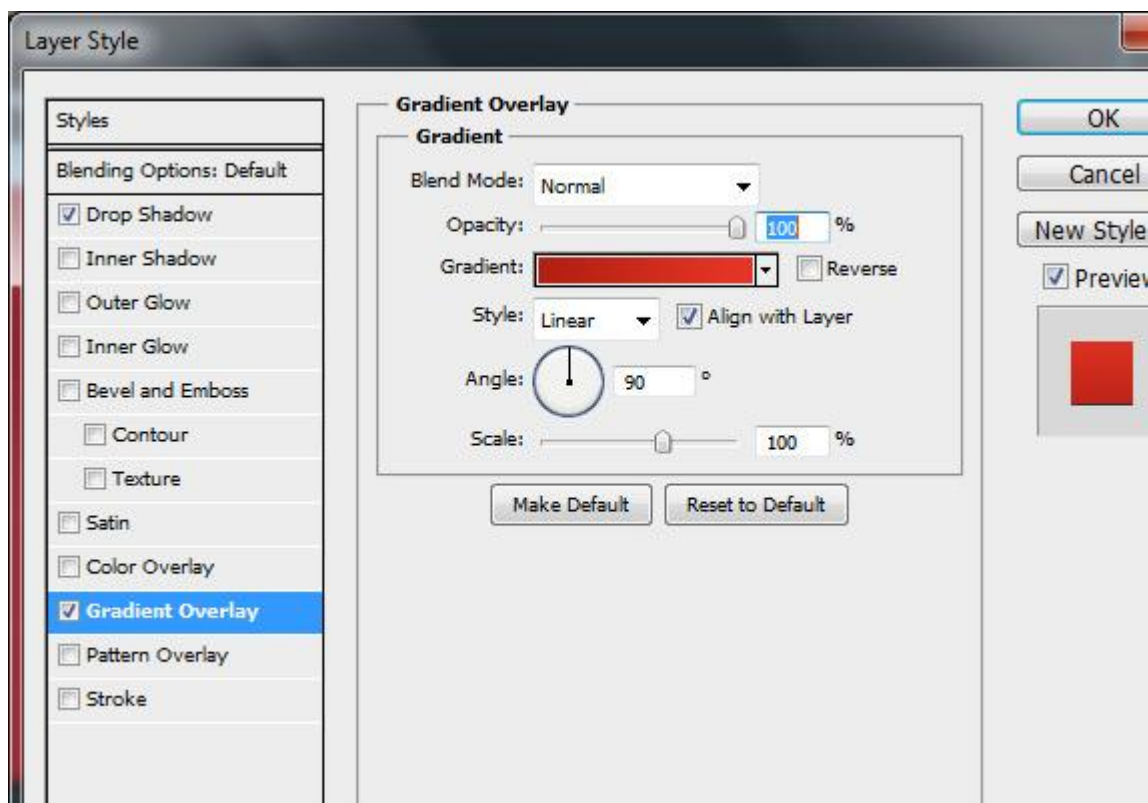 Layer Style
Styles
Blending Options: Default
Drop Shadow
Inner Shadow
Outer Glow
Inner Glow
Bevel and Emboss
Contour
Texture
Satin
Color Overlay
Gradient Overlay
Pattern Overlay
Stroke
Gradient Overlay
Gradient
Blend Mode: Normal
Opacity: 100 %
Gradient: Reverse
Style: Linear Align with Layer
Angle: 90 °
Scale: 100 %
Make Default Reset to Default
OK
Cancel
New Style
Preview